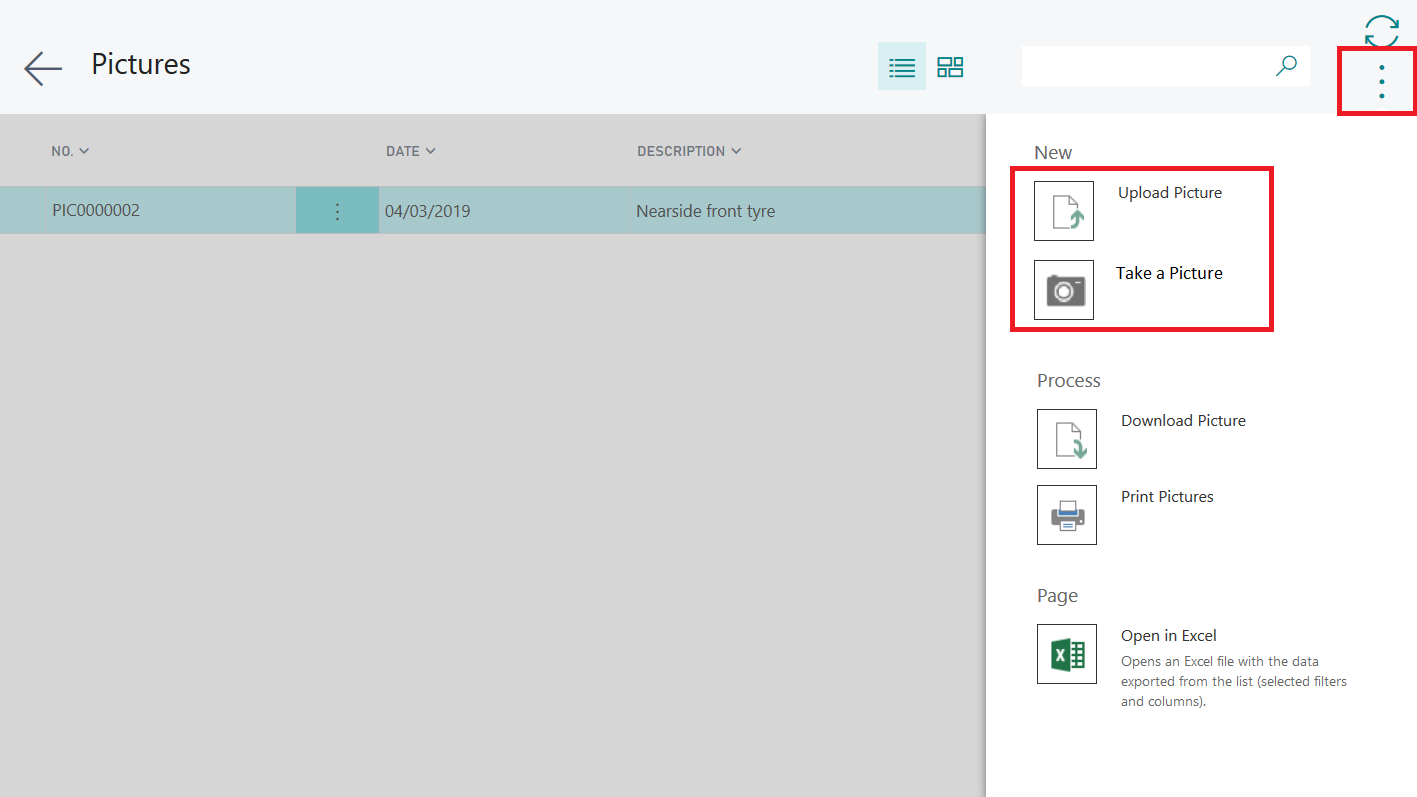 Pictures
NO.
DATE
DESCRIPTION
PIC0000002
04/03/2019
Nearside front tyre
New
Upload Picture
Take a Picture
Process
Download Picture
Print Pictures
Page
Open in Excel
Opens an Excel file with the data
exported from the list (selected filters
and columns).